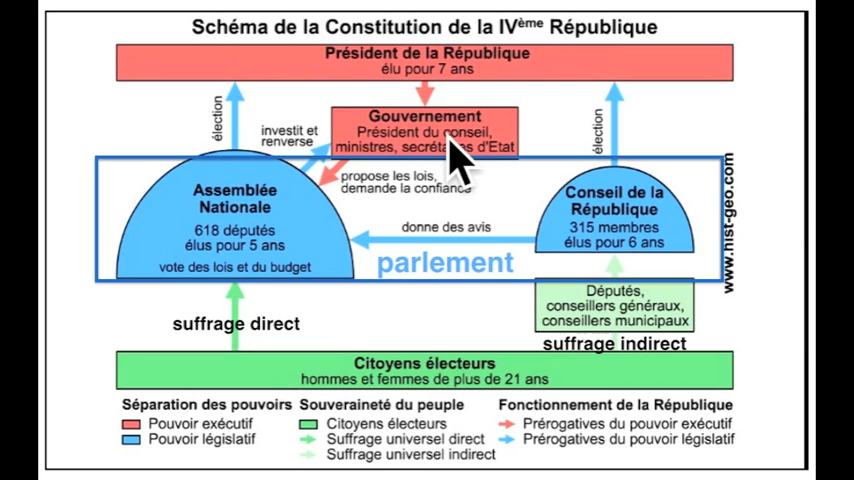 Schéma de la Constitution de la IVème République
Président de la République
élu pour 7 ans
élection
investit et
renverse
Gouvernement
Président du conseil,
ministres, secrétaires d'Etat
élection
propose les lois,
demande la confiance
Assemblée
Nationale
618 députés
élus pour 5 ans
vote des lois et du budget
donne des avis
parlement
Conseil de la
République
315 membres
élus pour 6 ans
www.hist-geo.com
Députés,
conseillers généraux,
conseillers municipaux
suffrage direct
suffrage indirect
Citoyens électeurs
hommes et femmes de plus de 21 ans
Séparation des pouvoirs
Pouvoir exécutif
Pouvoir législatif
Souveraineté du peuple
Citoyens électeurs
Suffrage universel direct
Suffrage universel indirect
Fonctionnement de la République
Prérogatives du pouvoir exécutif
Prérogatives du pouvoir législatif